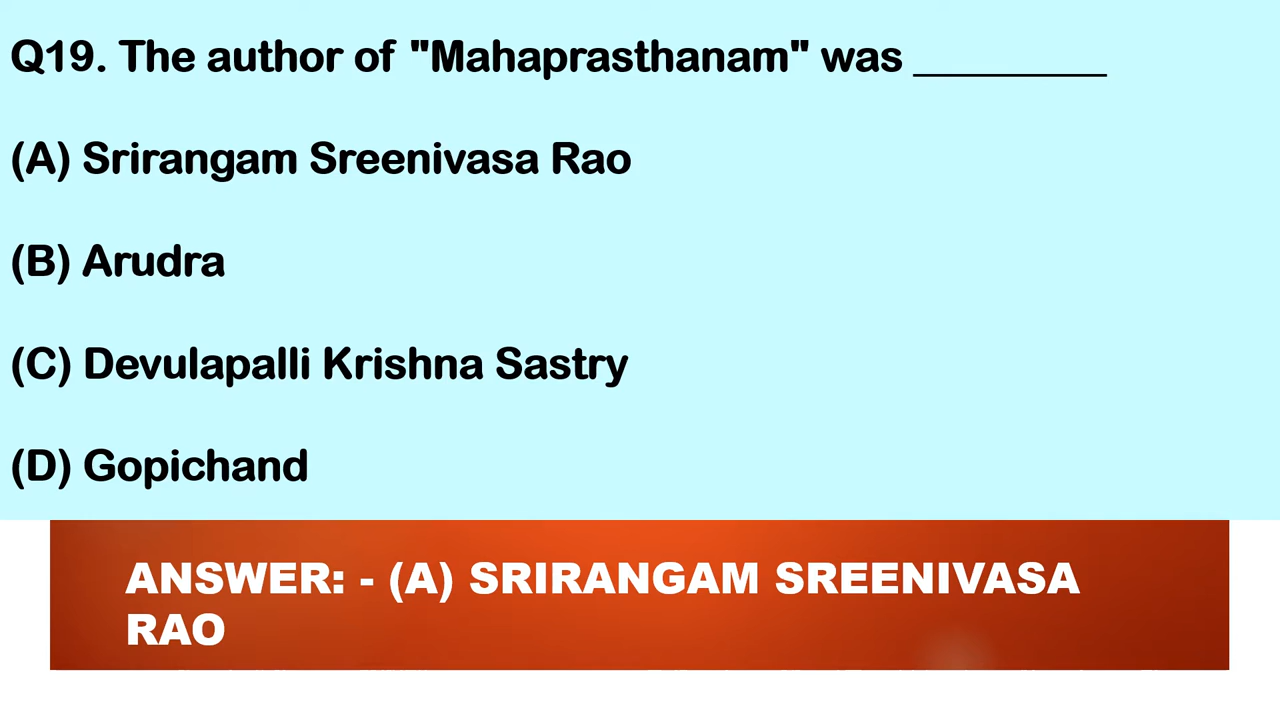 Q19. The author of "Mahaprasthanam" was __________
(A) Srirangam Sreenivasa Rao
(B) Arudra
(C) Devulapalli Krishna Sastry
(D) Gopichand
ANSWER: - (A) SRIRANGAM SREENIVASA
RAO